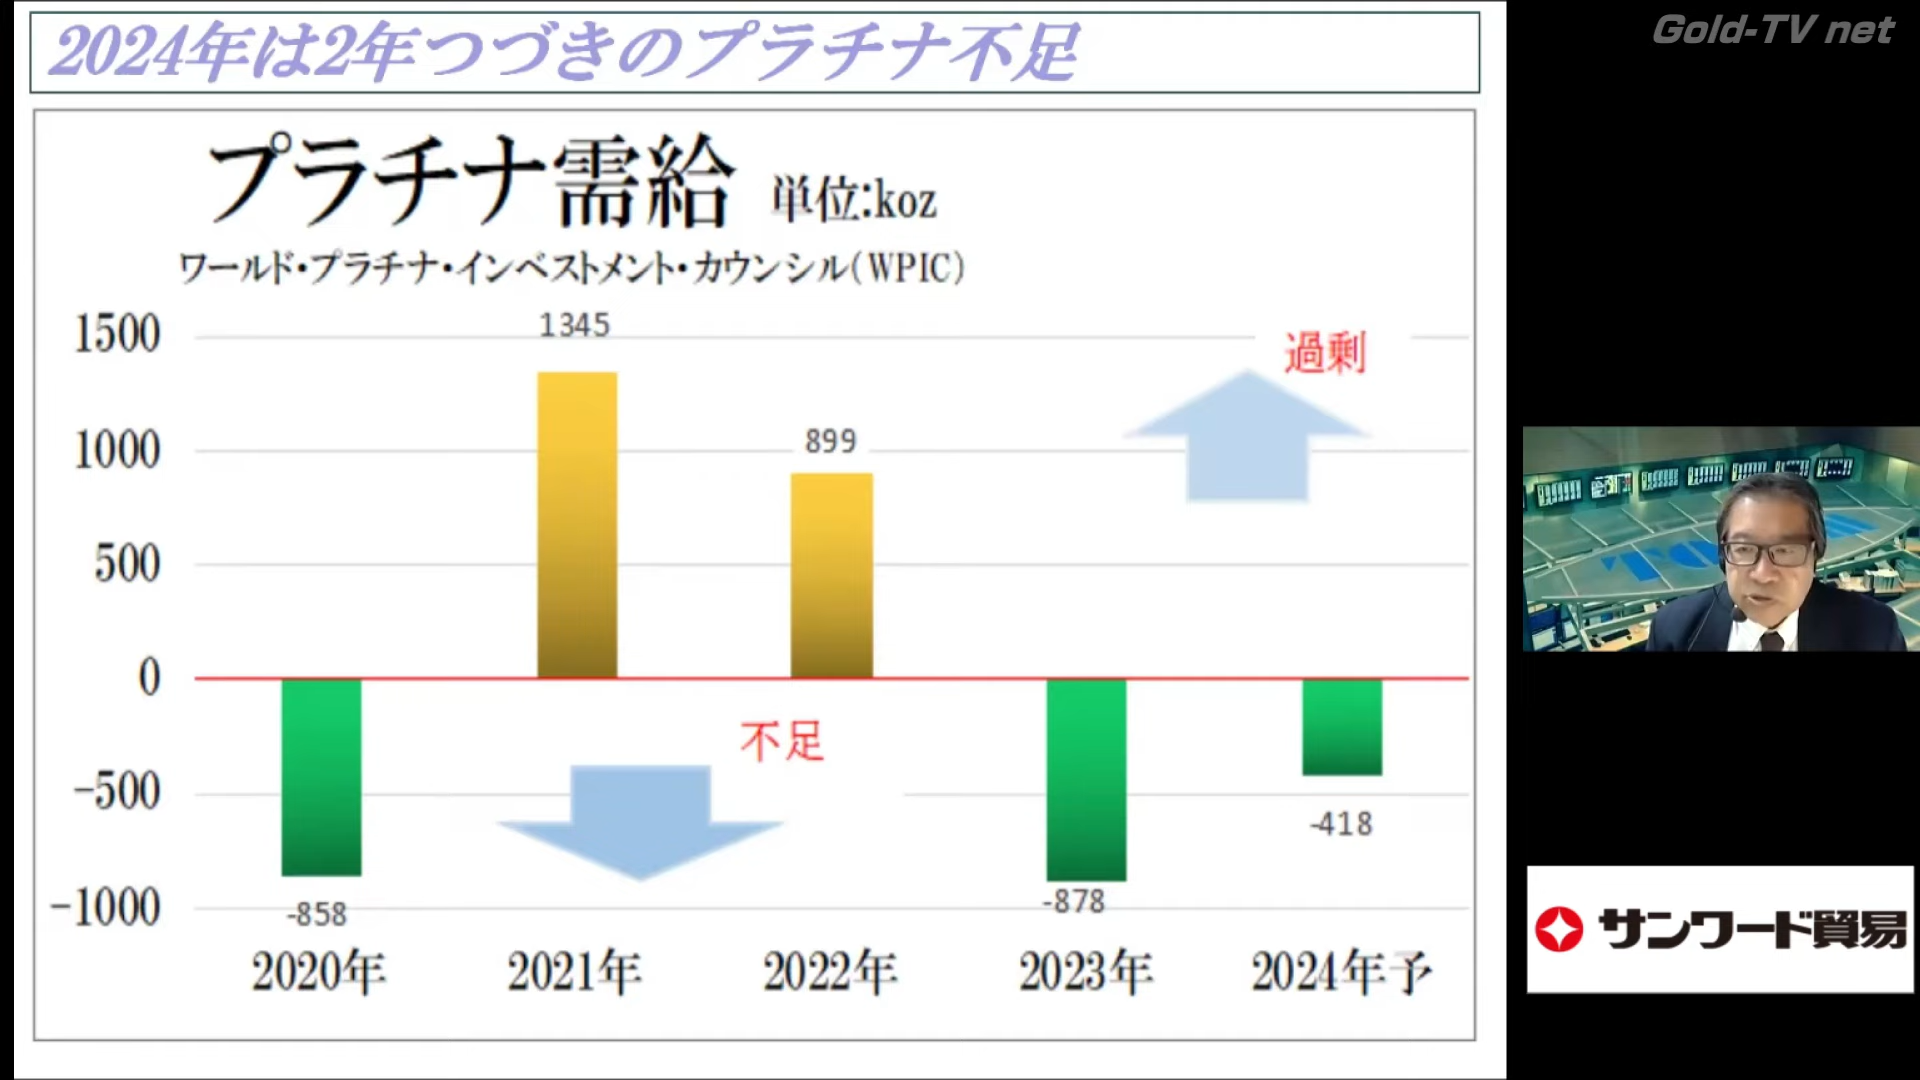 2024年は2年つづきのプラチナ不足
Gold-TV net
プラチナ需給 単位:koz
ワールド・プラチナ・インベストメント・カウンシル(WPIC)
1500
1000
500
0
-500
-1000
1345
899
-858
-878
-418
過剰
不足
2020年
2021年
2022年
2023年
2024年予
サンワード貿易